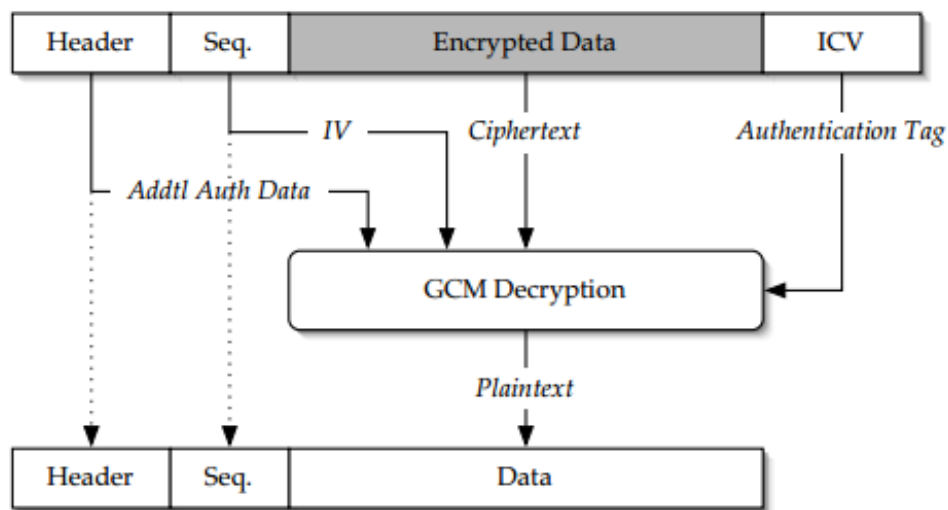 Header Seq. Encrypted Data ICV
IV Ciphertext Authentication Tag
Addtl Auth Data
GCM Decryption
Plaintext
Header Seq. Data